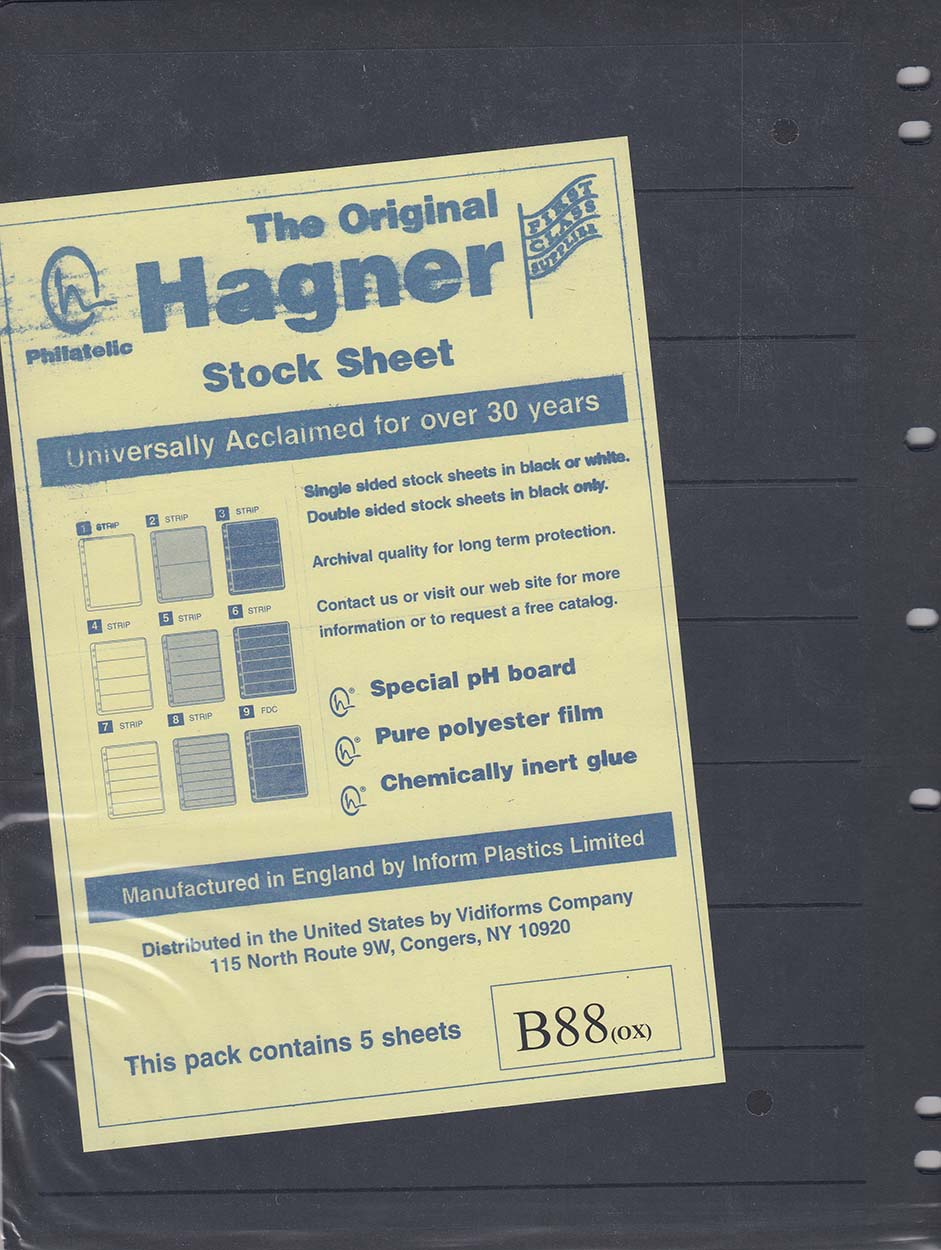 The Original
Hagner
Philatelic
Stock Sheet
FIRST
CLASS
SUPPLIER
Universally Acclaimed for over 30 years
1 STRIP
2 STRIP
3 STRIP
4 STRIP
5 STRIP
6 STRIP
7 STRIP
8 STRIP
9 FDC
Single sided stock sheets in black or white.
Double sided stock sheets in black only.
Archival quality for long term protection.
Contact us or visit our web site for more
information or to request a free catalog.
h® Special pH board
h® Pure polyester film
h® Chemically inert glue
Manufactured in England by Inform Plastics Limited
Distributed in the United States by Vidiforms Company
115 North Route 9W, Congers, NY 10920
This pack contains 5 sheets
B88(OX)